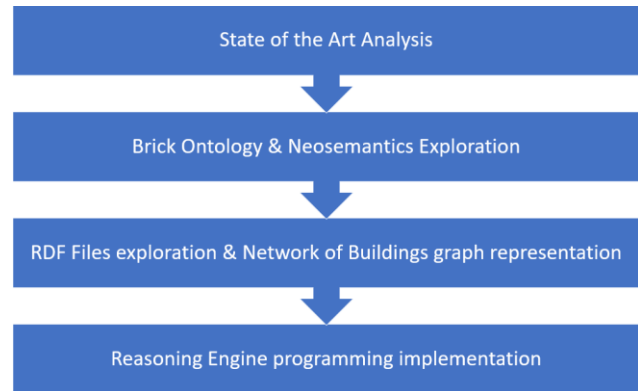 State of the Art Analysis
Brick Ontology & Neosemantics Exploration
RDF Files exploration & Network of Buildings graph representation
Reasoning Engine programming implementation